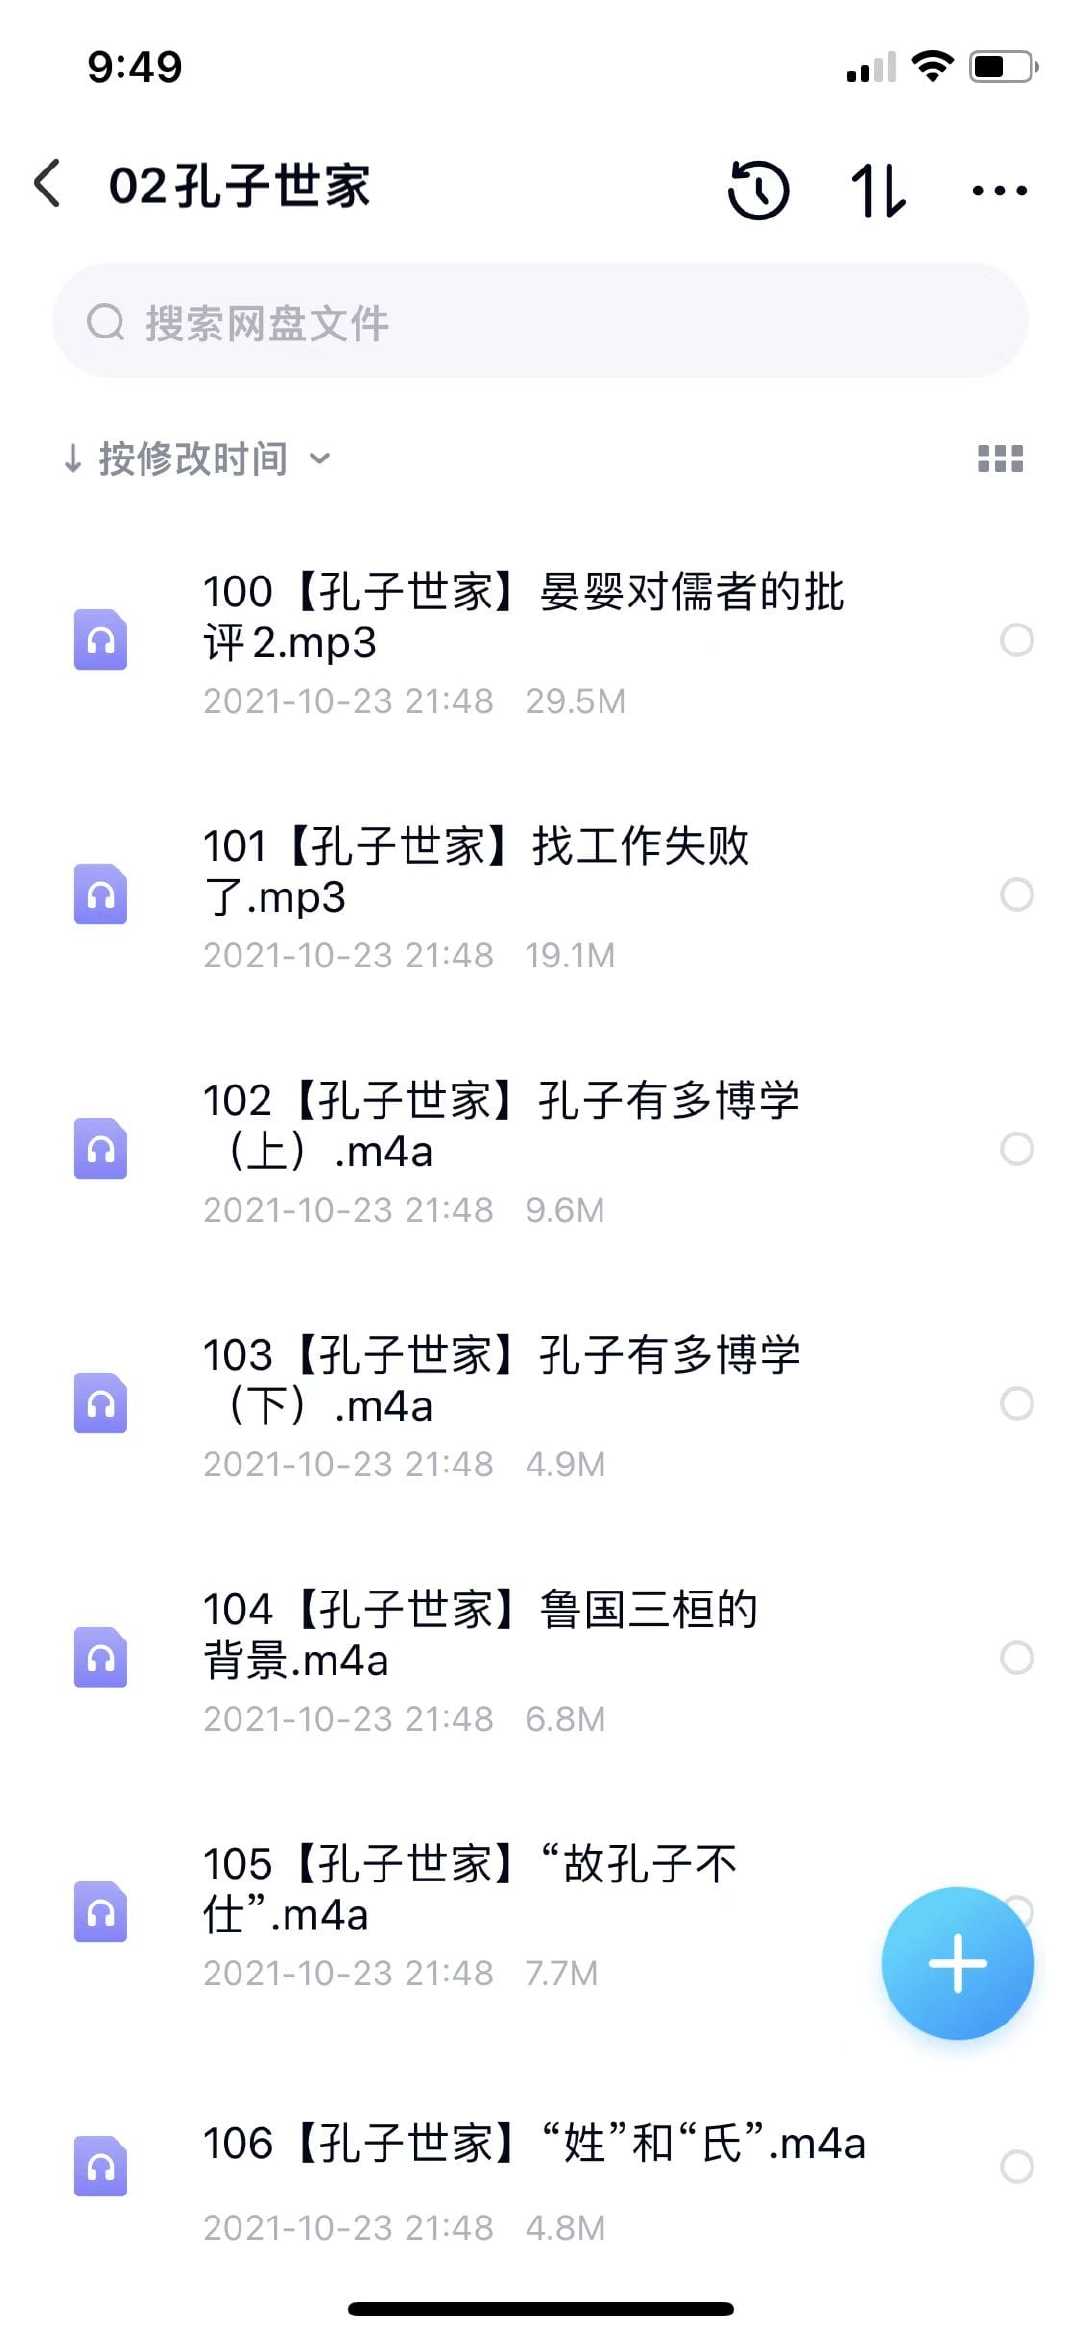 9:49
02孔子世家
搜索网盘文件
↓ 按修改时间
100【孔子世家】晏婴对儒者的批
评2.mp3
2021-10-23 21:48 29.5M
101【孔子世家】找工作失败
了.mp3
2021-10-23 21:48 19.1M
102【孔子世家】孔子有多博学
（上）.m4a
2021-10-23 21:48 9.6M
103【孔子世家】孔子有多博学
（下）.m4a
2021-10-23 21:48 4.9M
104【孔子世家】鲁国三桓的
背景.m4a
2021-10-23 21:48 6.8M
105【孔子世家】“故孔子不
仕”.m4a
2021-10-23 21:48 7.7M
106【孔子世家】“姓”和“氏”.m4a
2021-10-23 21:48 4.8M